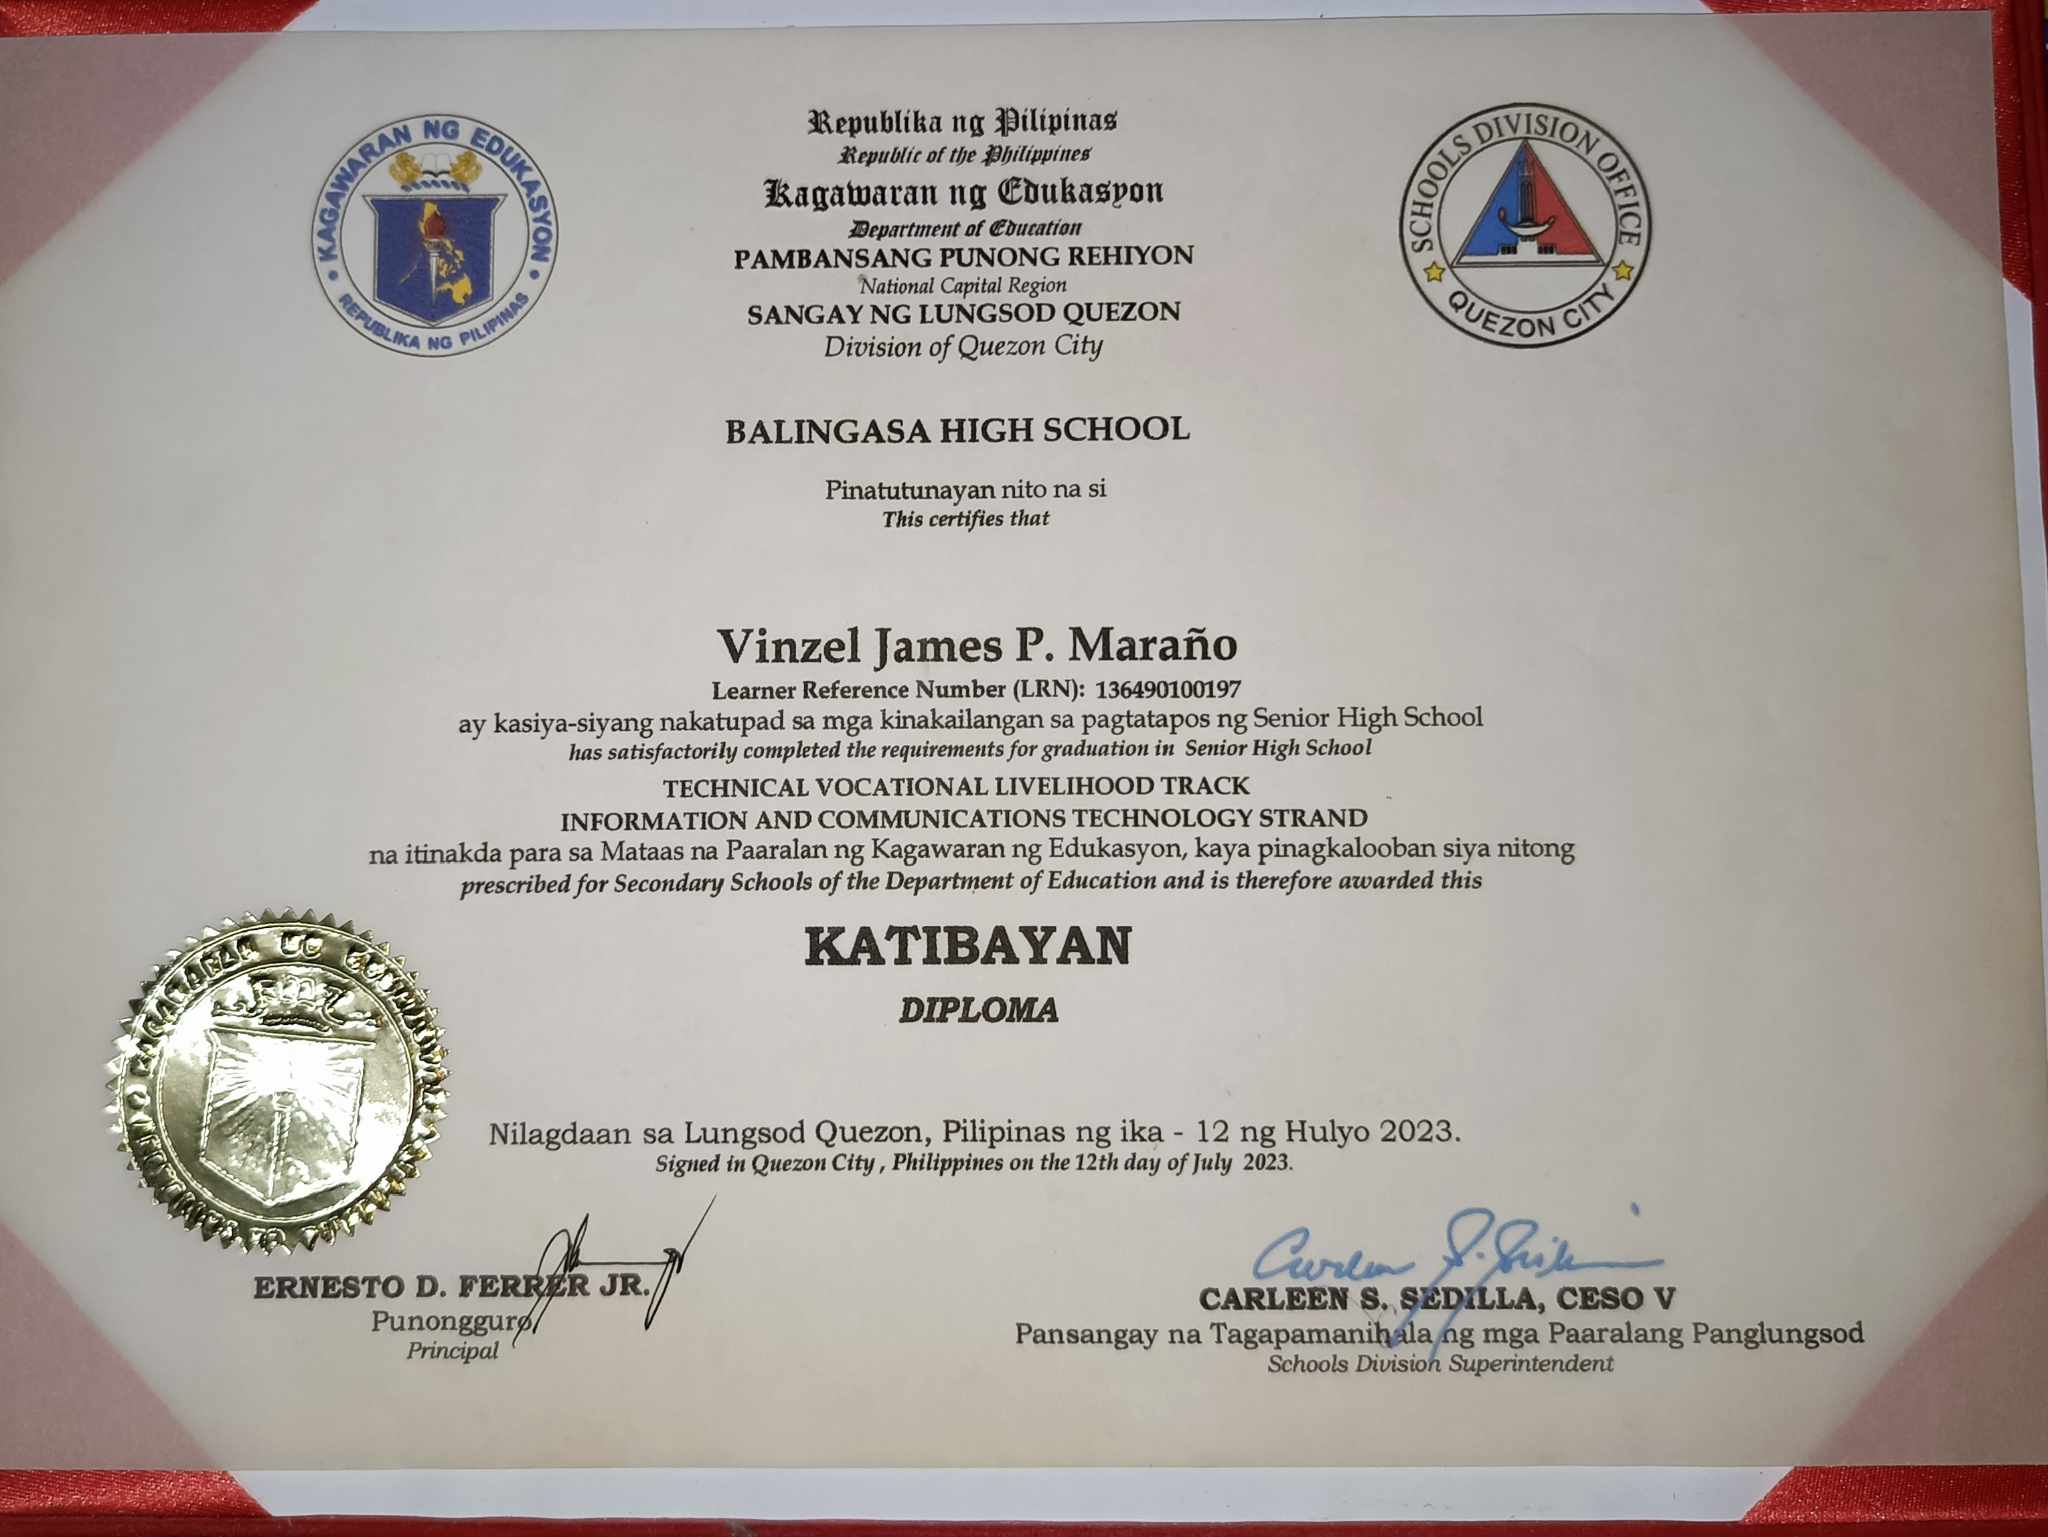 KAGAWARAN NG EDUKASYON
REPUBLIKA NG PILIPINAS
Republika ng Pilipinas
Republic of the Philippines
Kagawaran ng Edukasyon
Department of Education
PAMBANSANG PUNONG REHIYON
National Capital Region
SANGAY NG LUNGSOD QUEZON
Division of Quezon City
SCHOOLS DIVISION OFFICE
QUEZON CITY
BALINGASA HIGH SCHOOL
Pinatutunayan nito na si
This certifies that
Vinzel James P. Maraño
Learner Reference Number (LRN): 136490100197
ay kasiya-siyang nakatupad sa mga kinakailangan sa pagtatapos ng Senior High School
has satisfactorily completed the requirements for graduation in Senior High School
TECHNICAL VOCATIONAL LIVELIHOOD TRACK
INFORMATION AND COMMUNICATIONS TECHNOLOGY STRAND
na itinakda para sa Mataas na Paaralan ng Kagawaran ng Edukasyon, kaya pinagkalooban siya nitong
prescribed for Secondary Schools of the Department of Education and is therefore awarded this
KATIBAYAN
DIPLOMA
Nilagdaan sa Lungsod Quezon, Pilipinas ng ika - 12 ng Hulyo 2023.
Signed in Quezon City , Philippines on the 12th day of July 2023.
ERNESTO D. FERRER JR.
Punongguro
Principal
CARLEEN S. SEDILLA, CESO V
Pansangay na Tagapamanihala ng mga Paaralang Panglungsod
Schools Division Superintendent